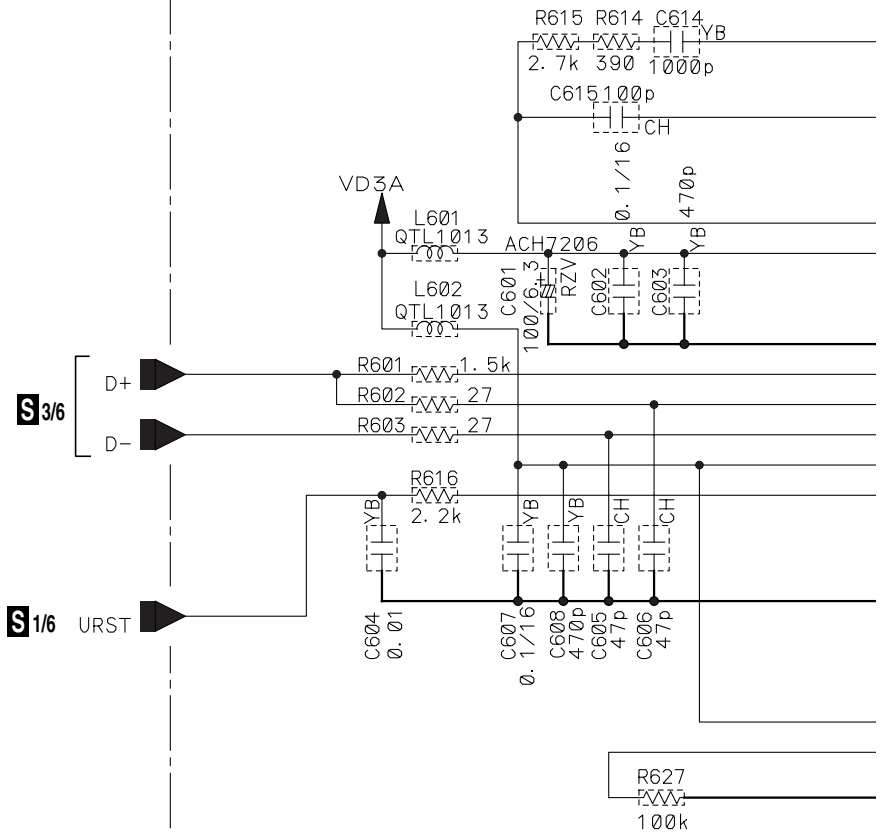 R615 R614 C614
YB
2.7k 390 1000p
C615 100p
CH
VD3A
0.1/16
470p
L601
QTL1013
ACH7206
YB
YB
C601
100/6.3
+
RZV
C602
C603
L602
QTL1013
R601 1.5k
D+
R602 27
S 3/6
R603 27
D-
R616
2.2k
YB
YB
YB
CH
CH
S 1/6 URST
C604
0.01
C607
0.1/16
C608
470p
C605
47p
C606
47p
R627
100k